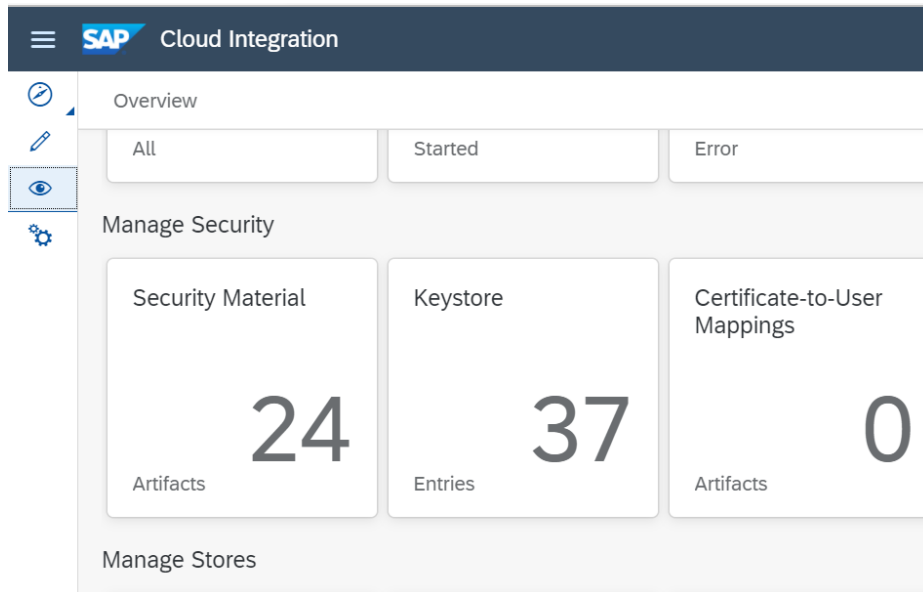 SAP Cloud Integration
Overview
All
Started
Error
Manage Security
Security Material
24
Artifacts
Keystore
37
Entries
Certificate-to-User
Mappings
0
Artifacts
Manage Stores